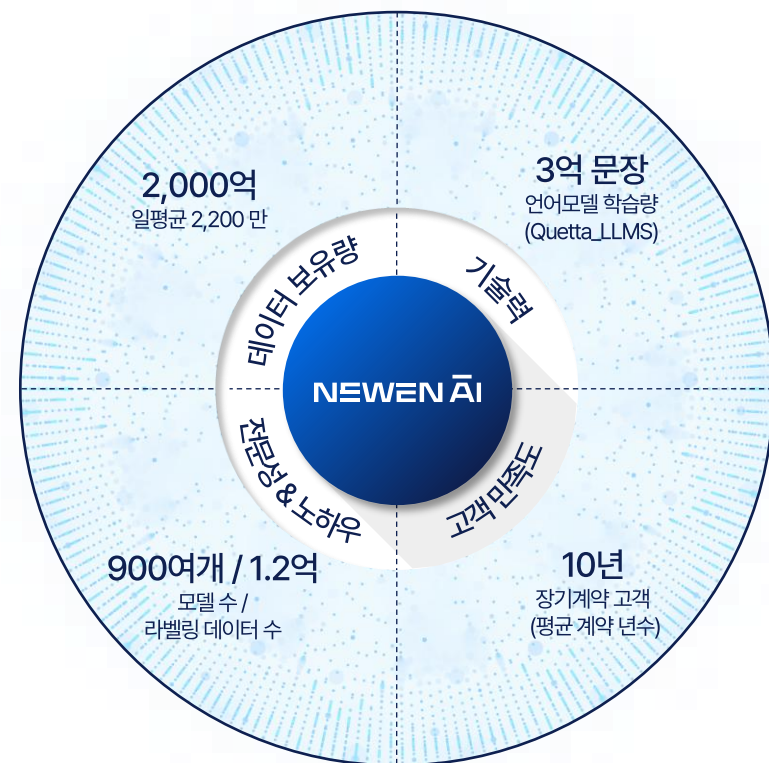 2,000억
일평균 2,200 만
3억 문장
언어모델 학습량
(Quetta_LLMS)
데이터 보유량
기술력
NEWEN AI
전문성 & 노하우
고객 만족도
900여개 / 1.2억
모델 수 /
라벨링 데이터 수
10년
장기계약 고객
(평균 계약 년수)